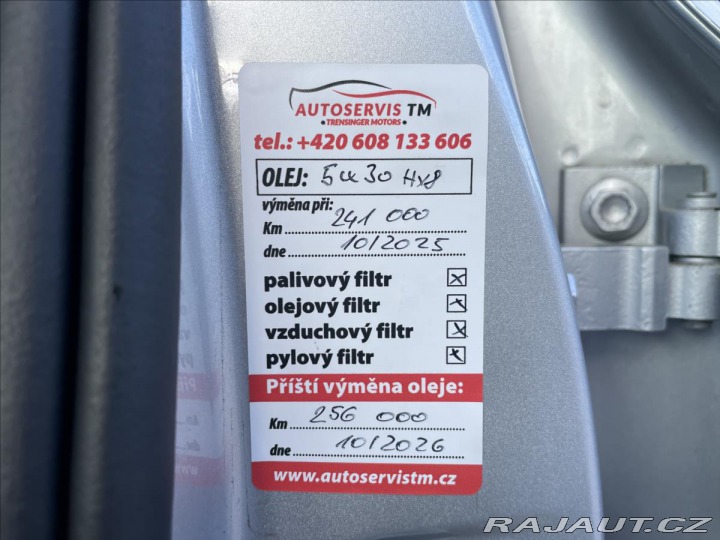 AUTOSERVIS TM
TRENSINGER MOTORS
tel.: +420 608 133 606
OLEJ: 5W30 HX8
výměna při:
Km 241 000
dne 10/2025
palivový filtr
olejový filtr
vzduchový filtr
pylový filtr
Příští výměna oleje:
Km 256 000
dne 10/2026
www.autoservistm.cz
RAJAUT.CZ